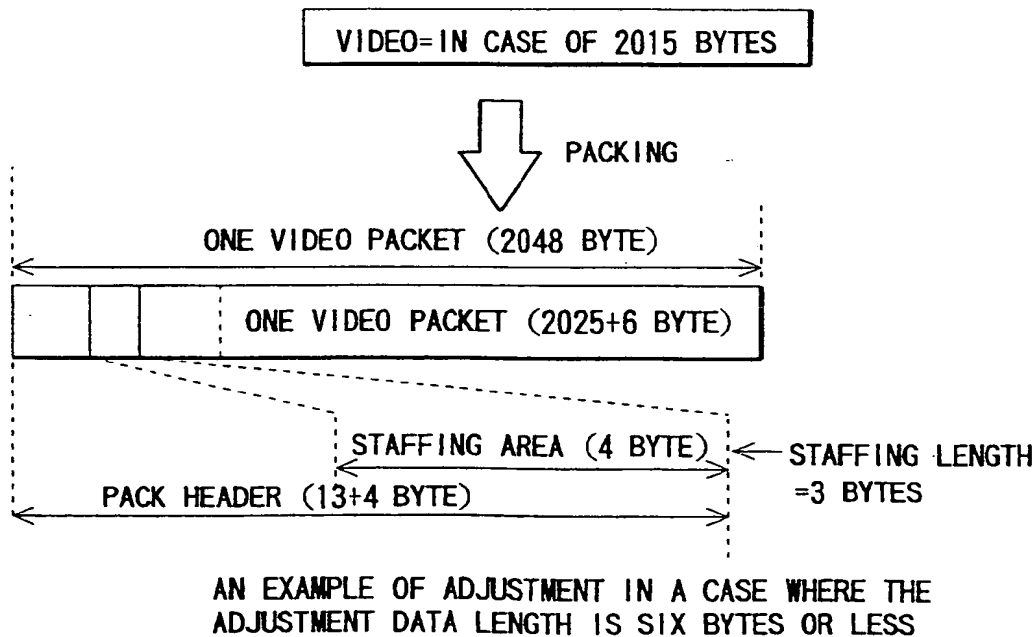 VIDEO=IN CASE OF 2015 BYTES
PACKING
ONE VIDEO PACKET (2048 BYTE)
ONE VIDEO PACKET (2025+6 BYTE)
STAFFING AREA (4 BYTE)
STAFFING LENGTH
=3 BYTES
PACK HEADER (13+4 BYTE)
AN EXAMPLE OF ADJUSTMENT IN A CASE WHERE THE
ADJUSTMENT DATA LENGTH IS SIX BYTES OR LESS